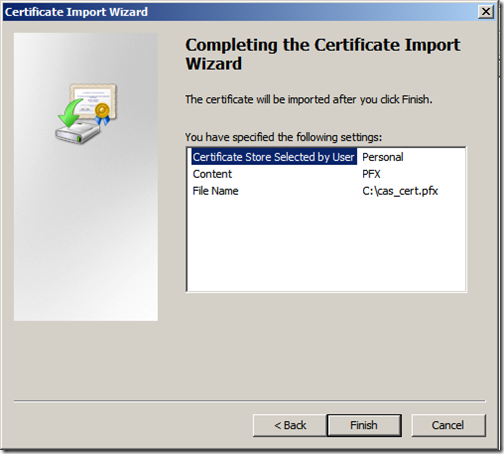 Certificate Import Wizard
Completing the Certificate Import
Wizard
The certificate will be imported after you click Finish.
You have specified the following settings:
Certificate Store Selected by User Personal
Content PFX
File Name C:\cas_cert.pfx
< Back Finish Cancel